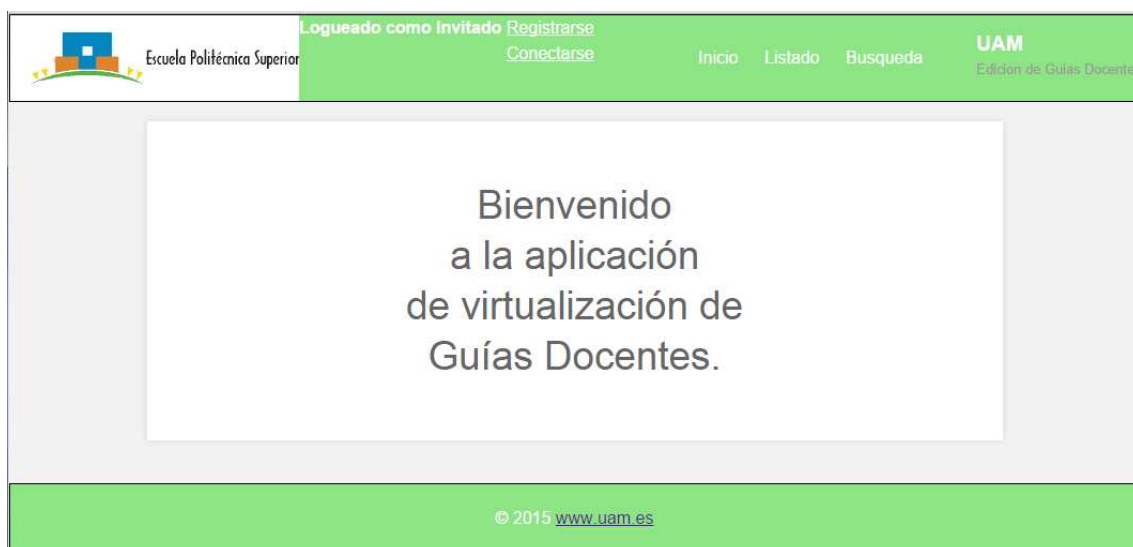 Escuela Politécnica Superior
Logueado como Invitado Registrarse
Conectarse
Inicio Listado Busqueda
UAM
Edicion de Guias Docente
Bienvenido
a la aplicación
de virtualización de
Guías Docentes.
© 2015 www.uam.es